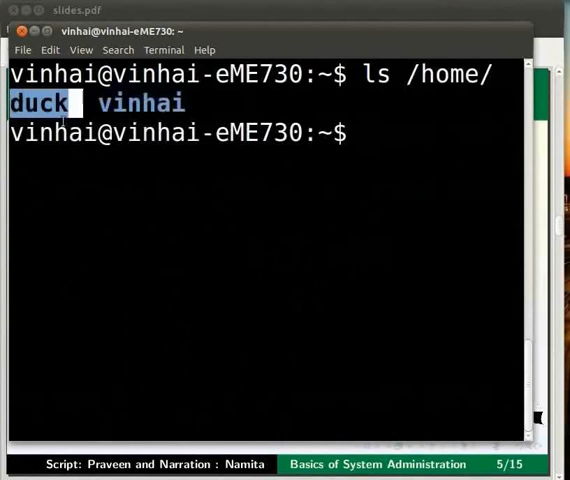 slides.pdf
vinhai@vinhai-eME730: ~
File Edit View Search Terminal Help
vinhai@vinhai-eME730:~$ ls /home/
duck vinhai
vinhai@vinhai-eME730:~$
Script: Praveen and Narration : Namita Basics of System Administration 5/15